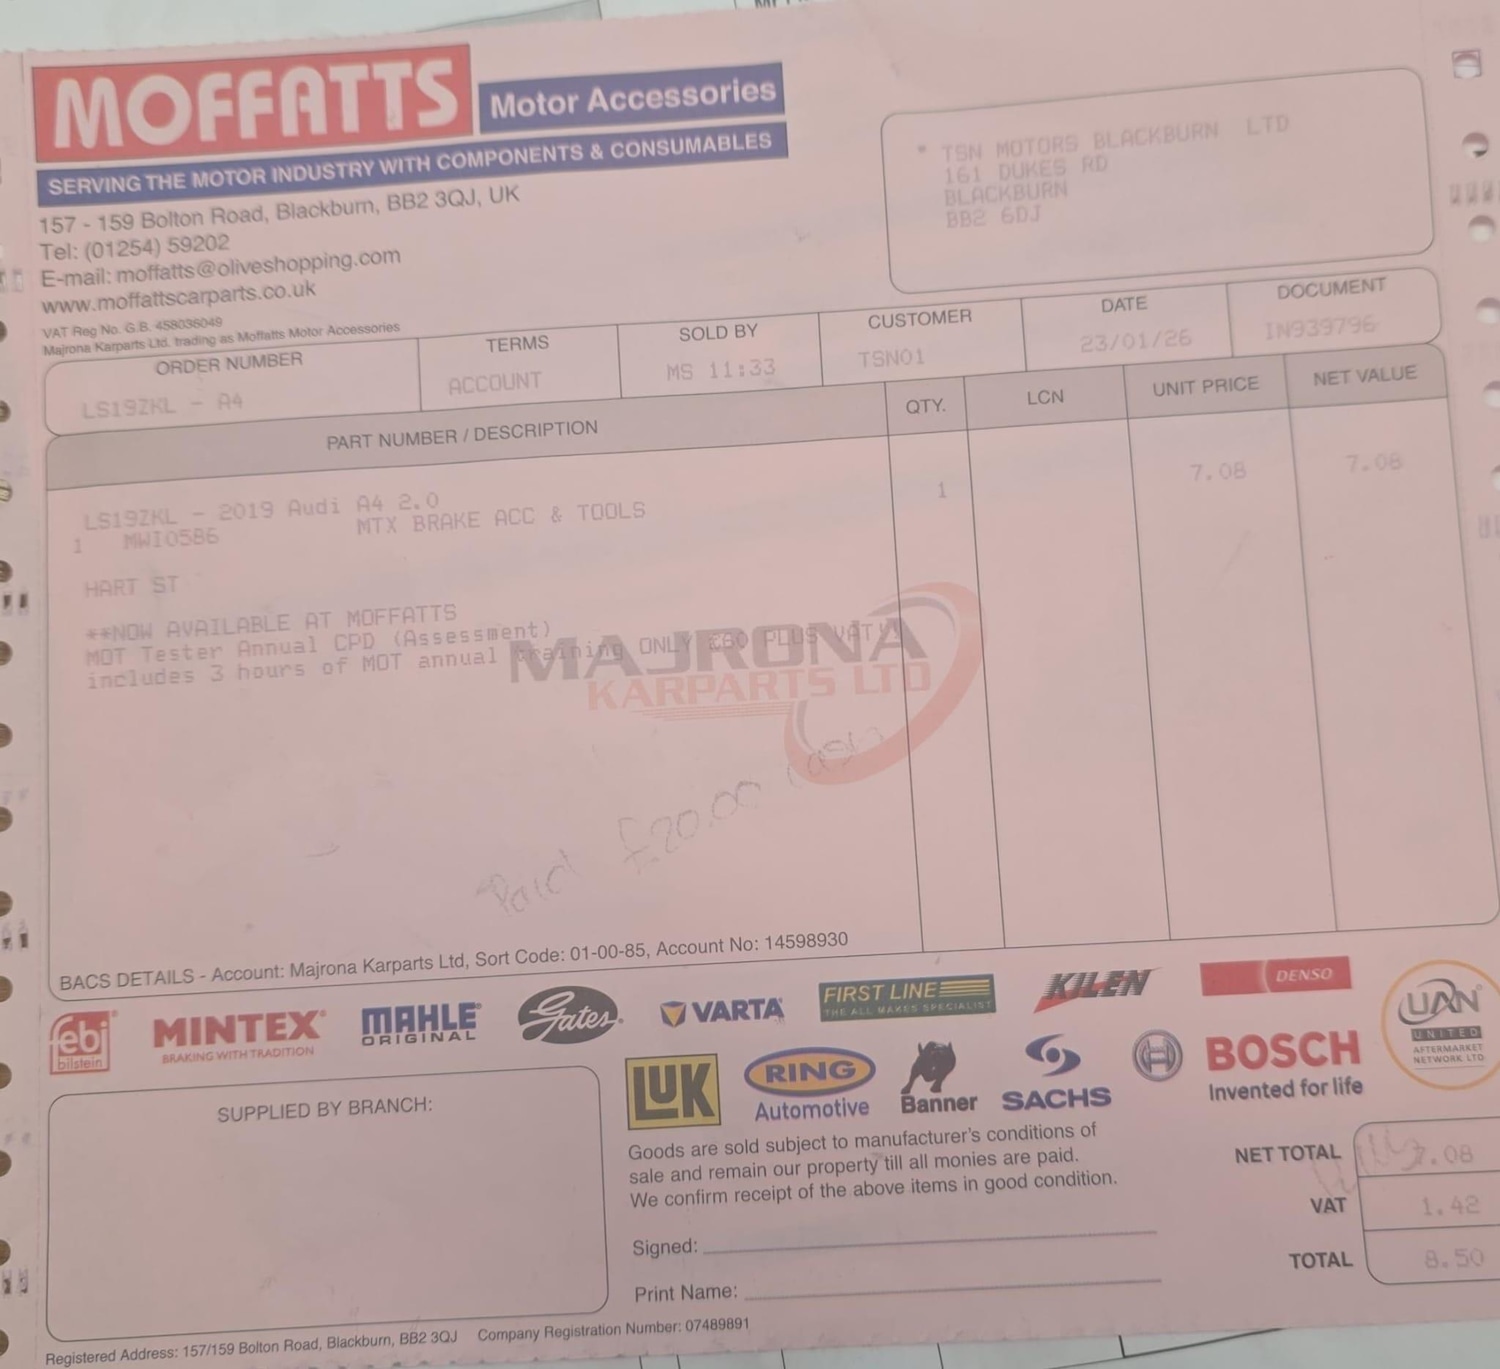 MOFFATTS
Motor Accessories
SERVING THE MOTOR INDUSTRY WITH COMPONENTS & CONSUMABLES
157 - 159 Bolton Road, Blackburn, BB2 3QJ, UK
Tel: (01254) 59202
E-mail: moffatts@oliveshopping.com
www.moffattscarparts.co.uk
VAT Reg No. G.B. 458036049
Majrona Karparts Ltd. trading as Moffatts Motor Accessories
* TSN MOTORS BLACKBURN LTD
161 DUKES RD
BLACKBURN
BB2 6DJ
ORDER NUMBER TERMS SOLD BY CUSTOMER DATE DOCUMENT
LS19ZKL - A4 ACCOUNT MS 11:33 TSN01 23/01/26 IN939796
PART NUMBER / DESCRIPTION QTY. LCN UNIT PRICE NET VALUE
LS19ZKL - 2019 Audi A4 2.0
1 MWI0586 MTX BRAKE ACC & TOOLS 1 7.08 7.08
HART ST
**NOW AVAILABLE AT MOFFATTS
MOT Tester Annual CPD (Assessment)
includes 3 hours of MOT annual training ONLY £60 PLUS VAT!
MAJRONA
KARPARTS LTD
Paid £20.00 cash
BACS DETAILS - Account: Majrona Karparts Ltd, Sort Code: 01-00-85, Account No: 14598930
febi
bilstein
MINTEX
BRAKING WITH TRADITION
MAHLE
ORIGINAL
Gates
VARTA
FIRST LINE
THE ALL MAKES SPECIALIST
KILEN
DENSO
UAN
UNITED
AFTERMARKET
NETWORK LTD
LUK
RING
Automotive
Banner
SACHS
BOSCH
Invented for life
SUPPLIED BY BRANCH:
Goods are sold subject to manufacturer's conditions of
sale and remain our property till all monies are paid.
We confirm receipt of the above items in good condition.
Signed:
Print Name:
NET TOTAL 7.08
VAT 1.42
TOTAL 8.50
Registered Address: 157/159 Bolton Road, Blackburn, BB2 3QJ Company Registration Number: 07489891